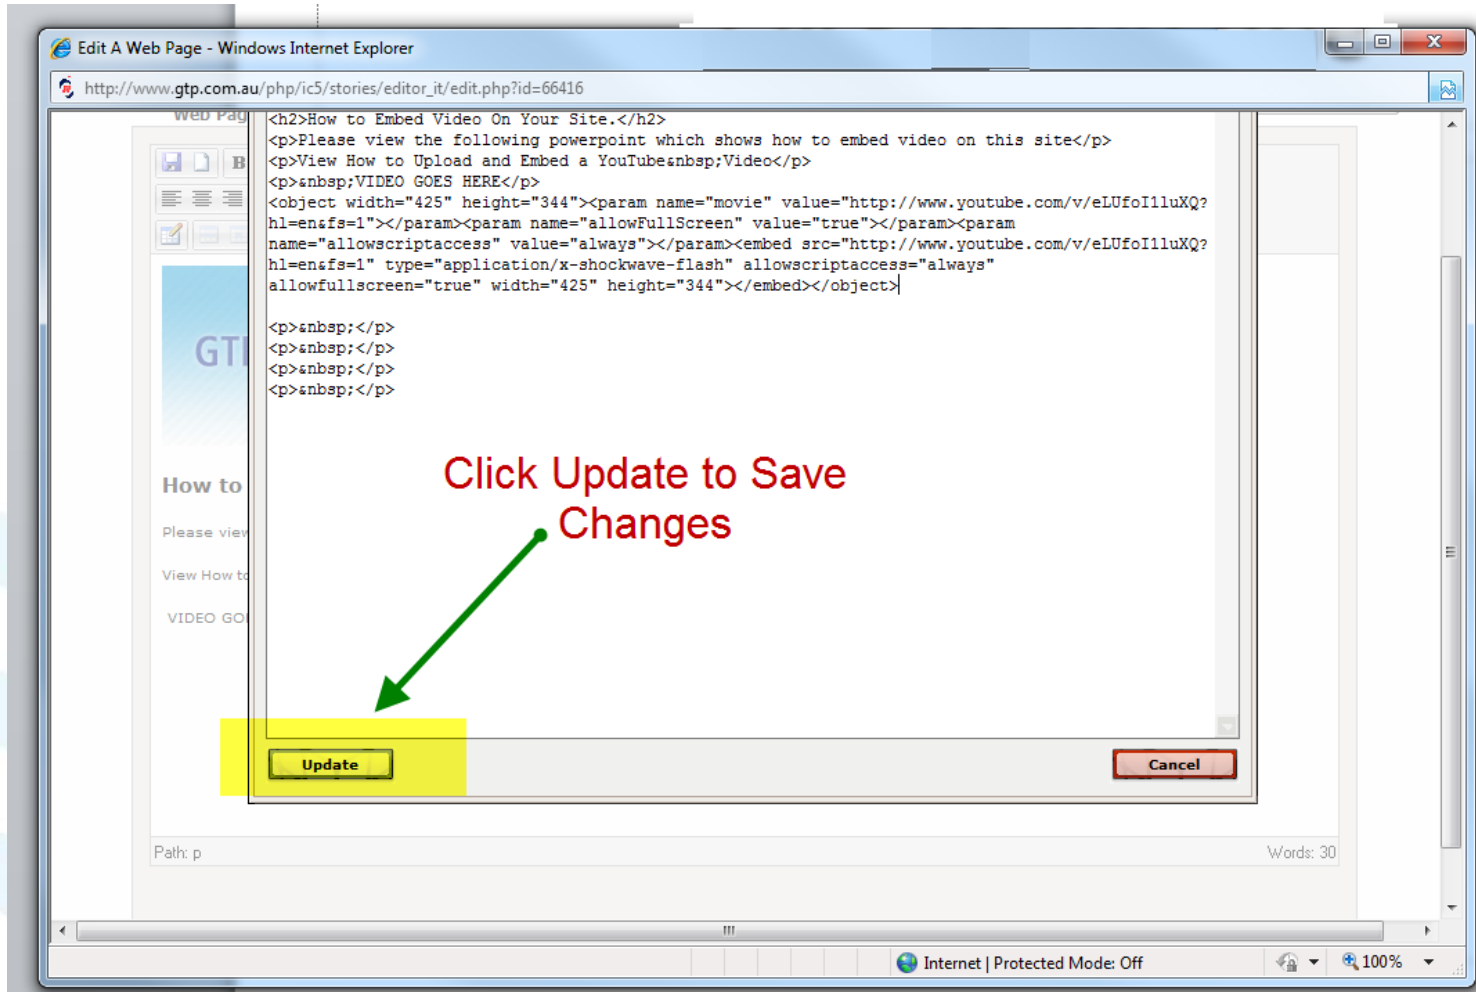 Edit A Web Page - Windows Internet Explorer
http://www.gtp.com.au/php/ic5/stories/editor_it/edit.php?id=66416
Web Pag
B
<h2>How to Embed Video On Your Site.</h2>
<p>Please view the following powerpoint which shows how to embed video on this site</p>
<p>View How to Upload and Embed a YouTube&nbsp;Video</p>
<p>&nbsp;VIDEO GOES HERE</p>
<object width="425" height="344"><param name="movie" value="http://www.youtube.com/v/eLUfoI1luXQ?
hl=en&fs=1"></param><param name="allowFullScreen" value="true"></param><param
name="allowscriptaccess" value="always"></param><embed src="http://www.youtube.com/v/eLUfoI1luXQ?
hl=en&fs=1" type="application/x-shockwave-flash" allowscriptaccess="always"
allowfullscreen="true" width="425" height="344"></embed></object>
<p>&nbsp;</p>
<p>&nbsp;</p>
<p>&nbsp;</p>
<p>&nbsp;</p>
GT
How to
Please view
View How to
VIDEO GO
Click Update to Save
Changes
Update
Cancel
Path: p
Words: 30
Internet | Protected Mode: Off
100%